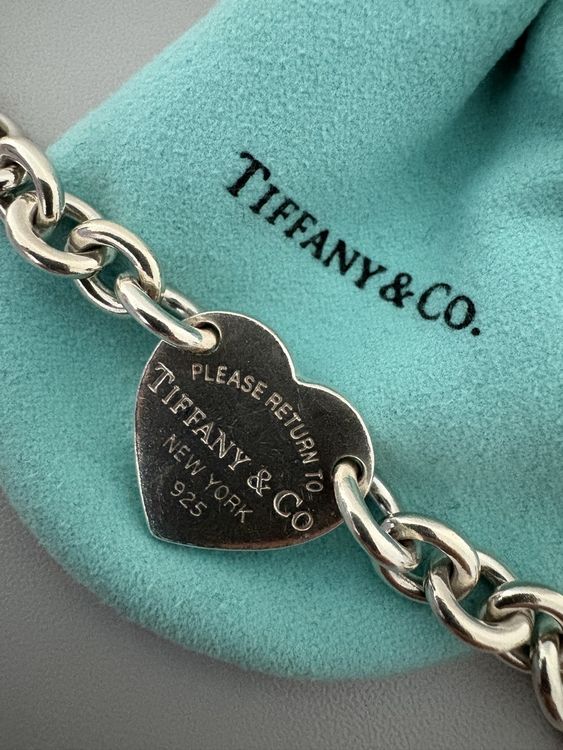 TIFFANY & CO.
PLEASE RETURN TO
TIFFANY & CO
NEW YORK
925